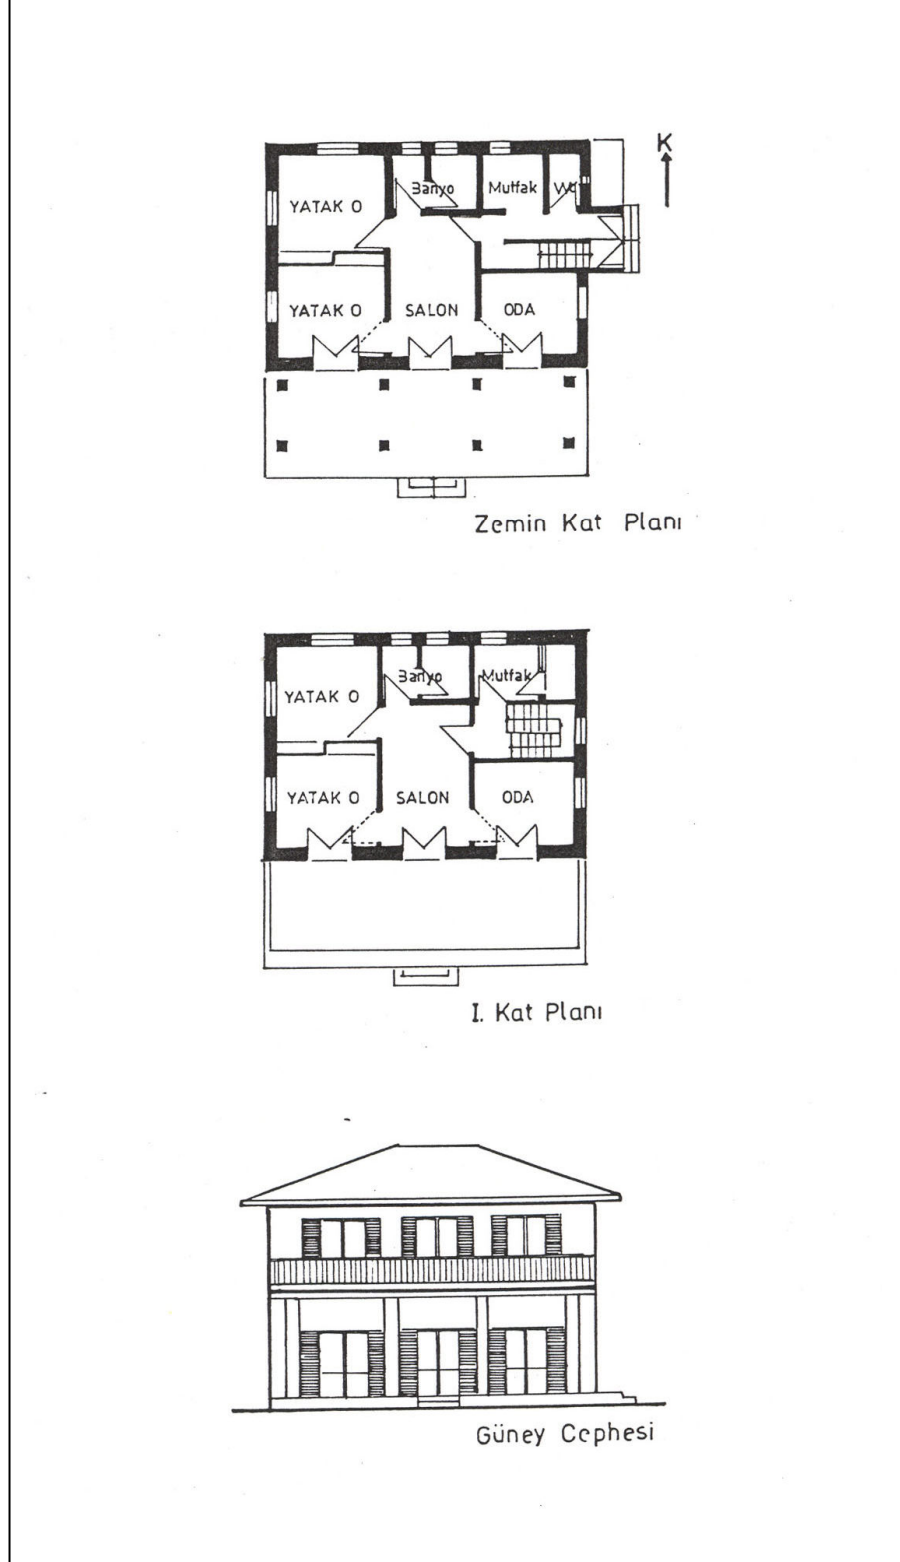 K
Banyo
Mutfak
Wc
YATAK O
YATAK O
SALON
ODA
Zemin Kat Planı
Banyo
Mutfak
YATAK O
YATAK O
SALON
ODA
I. Kat Planı
Güney Cephesi